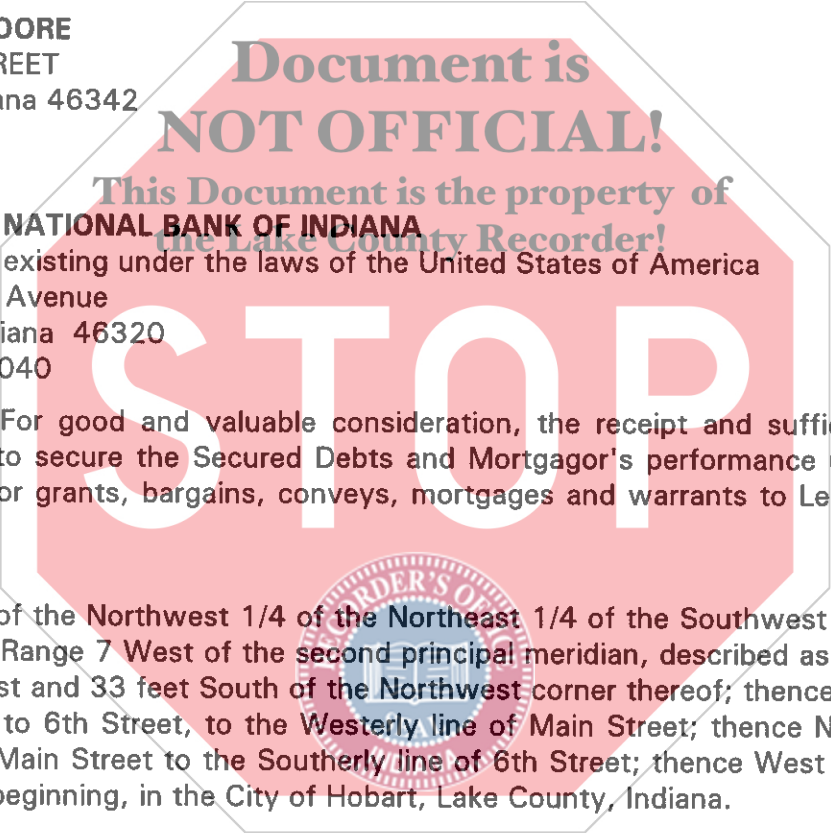 OORE
REET
ana 46342
Document is
NOT OFFICIAL!
This Document is the property of
the Lake County Recorder!
NATIONAL BANK OF INDIANA
existing under the laws of the United States of America
Avenue
iana 46320
040
STOP
For good and valuable consideration, the receipt and suffic
to secure the Secured Debts and Mortgagor's performance
or grants, bargains, conveys, mortgages and warrants to Le
RECORDER'S OFFIC
of the Northwest 1/4 of the Northeast 1/4 of the Southwest
Range 7 West of the second principal meridian, described as
st and 33 feet South of the Northwest corner thereof; thence
to 6th Street, to the Westerly line of Main Street; thence N
Main Street to the Southerly line of 6th Street; thence West
beginning, in the City of Hobart, Lake County, Indiana.